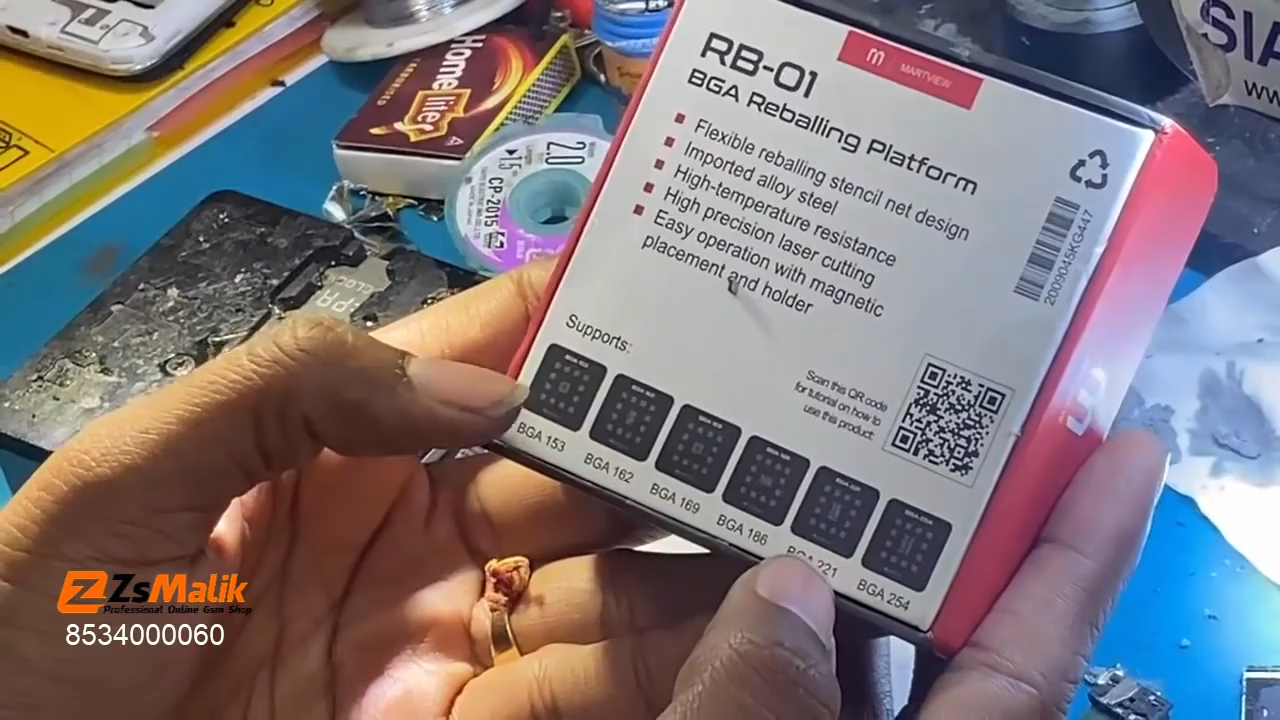 RB-01
MARTVIEW
BGA Reballing Platform
Flexible reballing stencil net design
Imported alloy steel
High-temperature resistance
High precision laser cutting
Easy operation with magnetic
placement and holder
2009045KG447
Supports:
Scan this QR code
for tutorial on how to
use this product:
BGA 153
BGA 162
BGA 169
BGA 186
BGA 221
BGA 254
Homelites
CARBORISED
2.0
1.5
CP-2015
SIA
ZsMalik
Professional Online Gsm Shop
8534000060